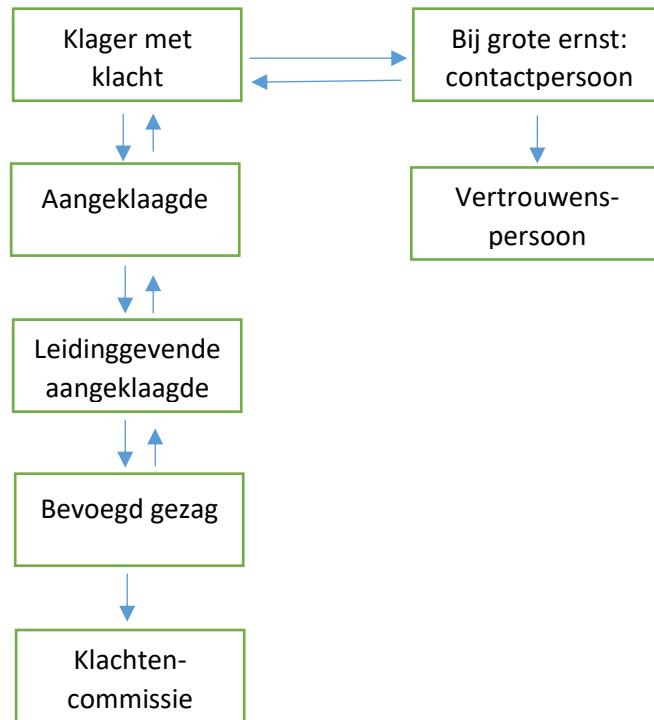 Klager met
klacht
Bij grote ernst:
contactpersoon
Aangeklaagde
Vertrouwens-
persoon
Leidinggevende
aangeklaagde
Bevoegd gezag
Klachten-
commissie